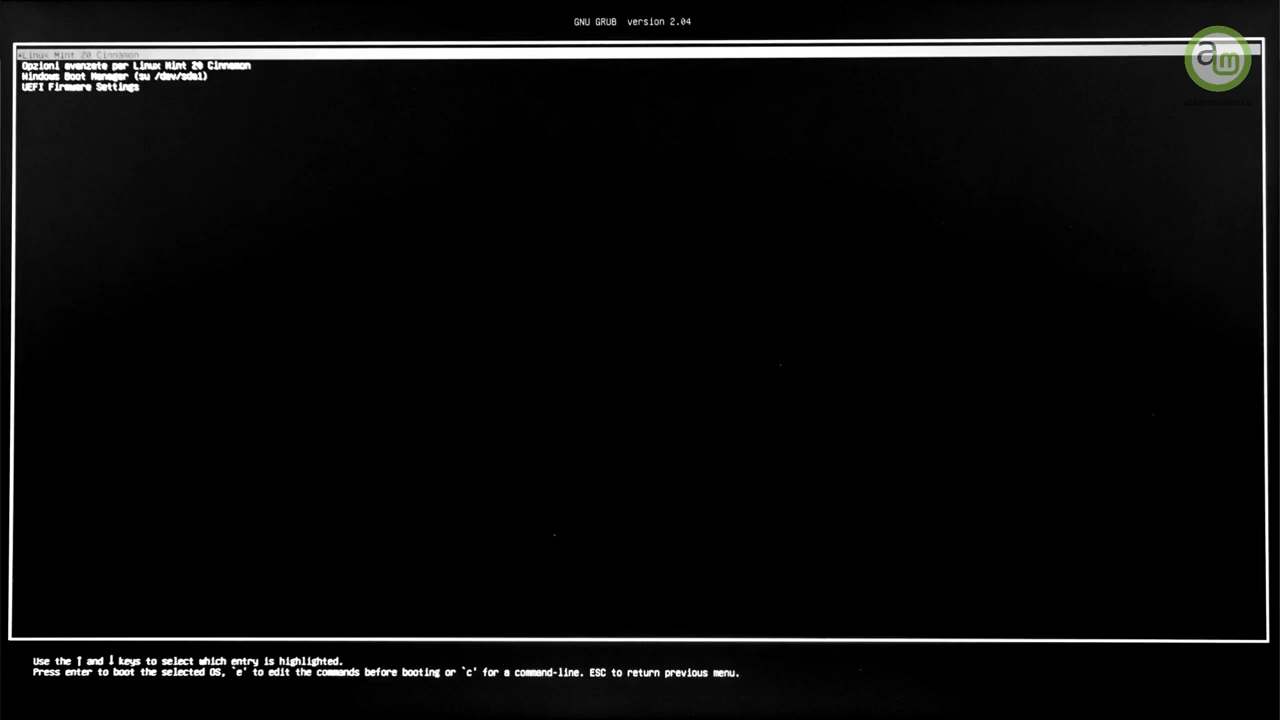 GNU GRUB version 2.04
*Linux Mint 20 Cinnamon
Opzioni avanzate per Linux Mint 20 Cinnamon
Windows Boot Manager (su /dev/sda1)
UEFI Firmware Settings
am
Use the ↑ and ↓ keys to select which entry is highlighted.
Press enter to boot the selected OS, `e' to edit the commands before booting or `c' for a command-line. ESC to return previous menu.